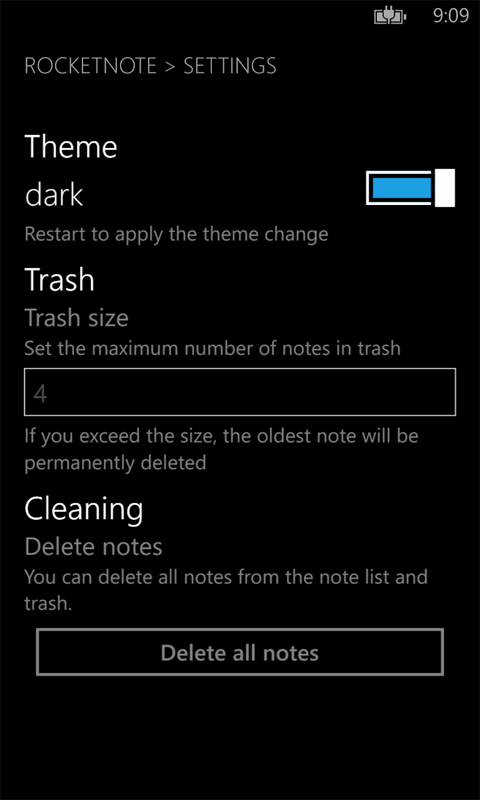 9:09
ROCKETNOTE > SETTINGS
Theme
dark
Restart to apply the theme change
Trash
Trash size
Set the maximum number of notes in trash
4
If you exceed the size, the oldest note will be
permanently deleted
Cleaning
Delete notes
You can delete all notes from the note list and
trash.
Delete all notes